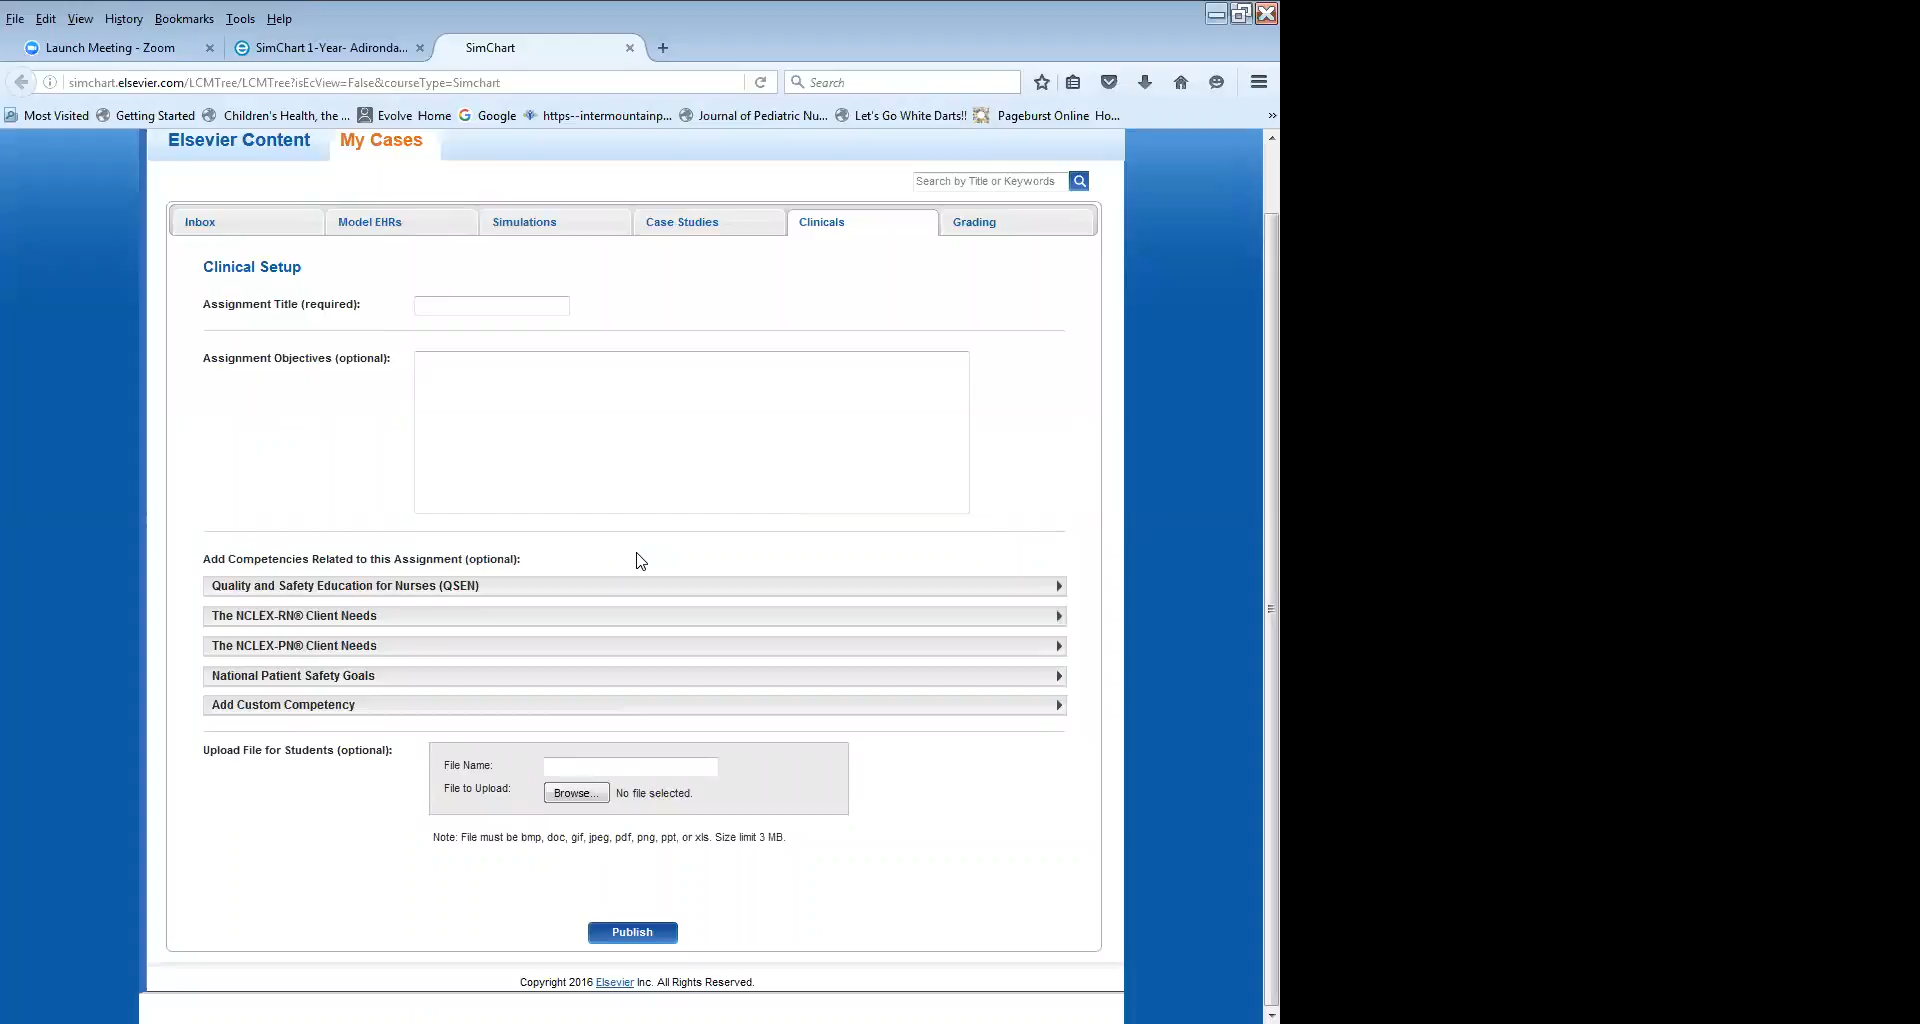 File Edit View History Bookmarks Tools Help
Launch Meeting - Zoom SimChart 1-Year- Adironda... SimChart
simchart.elsevier.com/LCMTree/LCMTree?isEcView=False&courseType=Simchart Search
Most Visited Getting Started Children's Health, the ... Evolve Home Google https--intermountainp... Journal of Pediatric Nu... Let's Go White Darts!! Pageburst Online Ho...
Elsevier Content My Cases
Search by Title or Keywords
Inbox Model EHRs Simulations Case Studies Clinicals Grading
Clinical Setup
Assignment Title (required):
Assignment Objectives (optional):
Add Competencies Related to this Assignment (optional):
Quality and Safety Education for Nurses (QSEN)
The NCLEX-RN® Client Needs
The NCLEX-PN® Client Needs
National Patient Safety Goals
Add Custom Competency
Upload File for Students (optional):
File Name:
File to Upload: Browse... No file selected.
Note: File must be bmp, doc, gif, jpeg, pdf, png, ppt, or xls. Size limit 3 MB.
Publish
Copyright 2016 Elsevier Inc. All Rights Reserved.